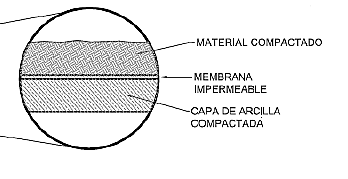 MATERIAL COMPACTADO
MEMBRANA
IMPERMEABLE
CAPA DE ARCILLA
COMPACTADA